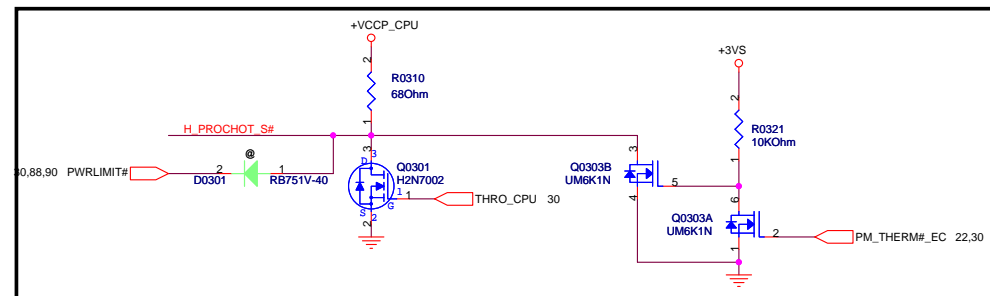 +VCCP_CPU
+3VS
2
R0310
68Ohm
1
2
R0321
10KOhm
1
H_PROCHOT_S#
@
30,88,90 PWRLIMIT#
2
1
D0301
RB751V-40
3
D
3
Q0301
H2N7002
1
G
1
THRO_CPU 30
S
2
2
3
Q0303B
UM6K1N
5
4
6
Q0303A
UM6K1N
2
PM_THERM#_EC 22,30
1